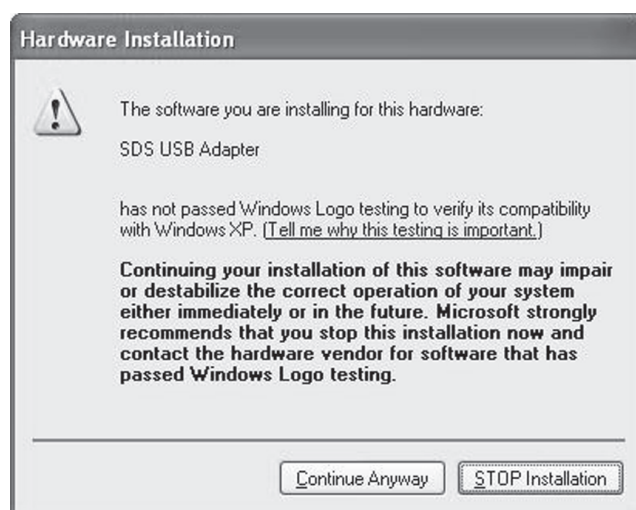 Hardware Installation
The software you are installing for this hardware:
SDS USB Adapter
has not passed Windows Logo testing to verify its compatibility
with Windows XP. (Tell me why this testing is important.)
Continuing your installation of this software may impair
or destabilize the correct operation of your system
either immediately or in the future. Microsoft strongly
recommends that you stop this installation now and
contact the hardware vendor for software that has
passed Windows Logo testing.
Continue Anyway
STOP Installation